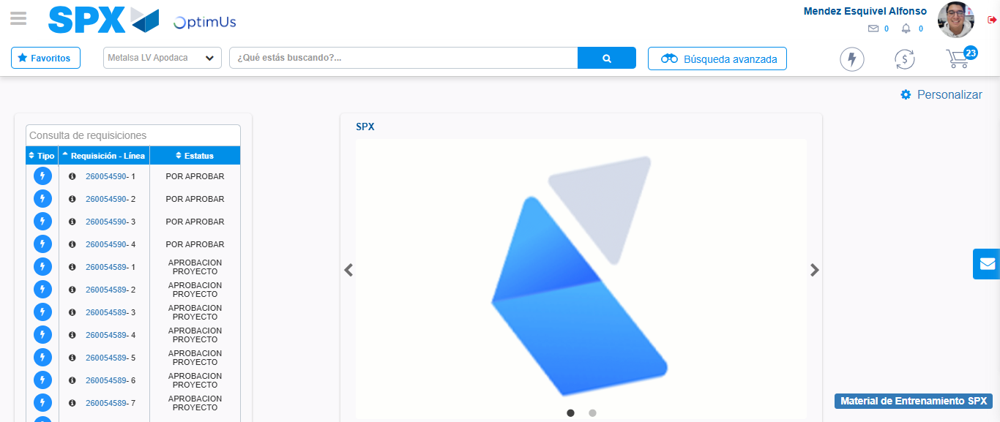 SPX
OptimUs
Mendez Esquivel Alfonso
0 0
Favoritos
Metalsa LV Apodaca
¿Qué estás buscando?...
Búsqueda avanzada
23
Personalizar
Consulta de requisiciones
Tipo Requisición - Línea Estatus
260054590- 1 POR APROBAR
260054590- 2 POR APROBAR
260054590- 3 POR APROBAR
260054590- 4 POR APROBAR
260054589- 1 APROBACION
PROYECTO
260054589- 2 APROBACION
PROYECTO
260054589- 3 APROBACION
PROYECTO
260054589- 4 APROBACION
PROYECTO
260054589- 5 APROBACION
PROYECTO
260054589- 6 APROBACION
PROYECTO
260054589- 7 APROBACION
PROYECTO
SPX
Material de Entrenamiento SPX